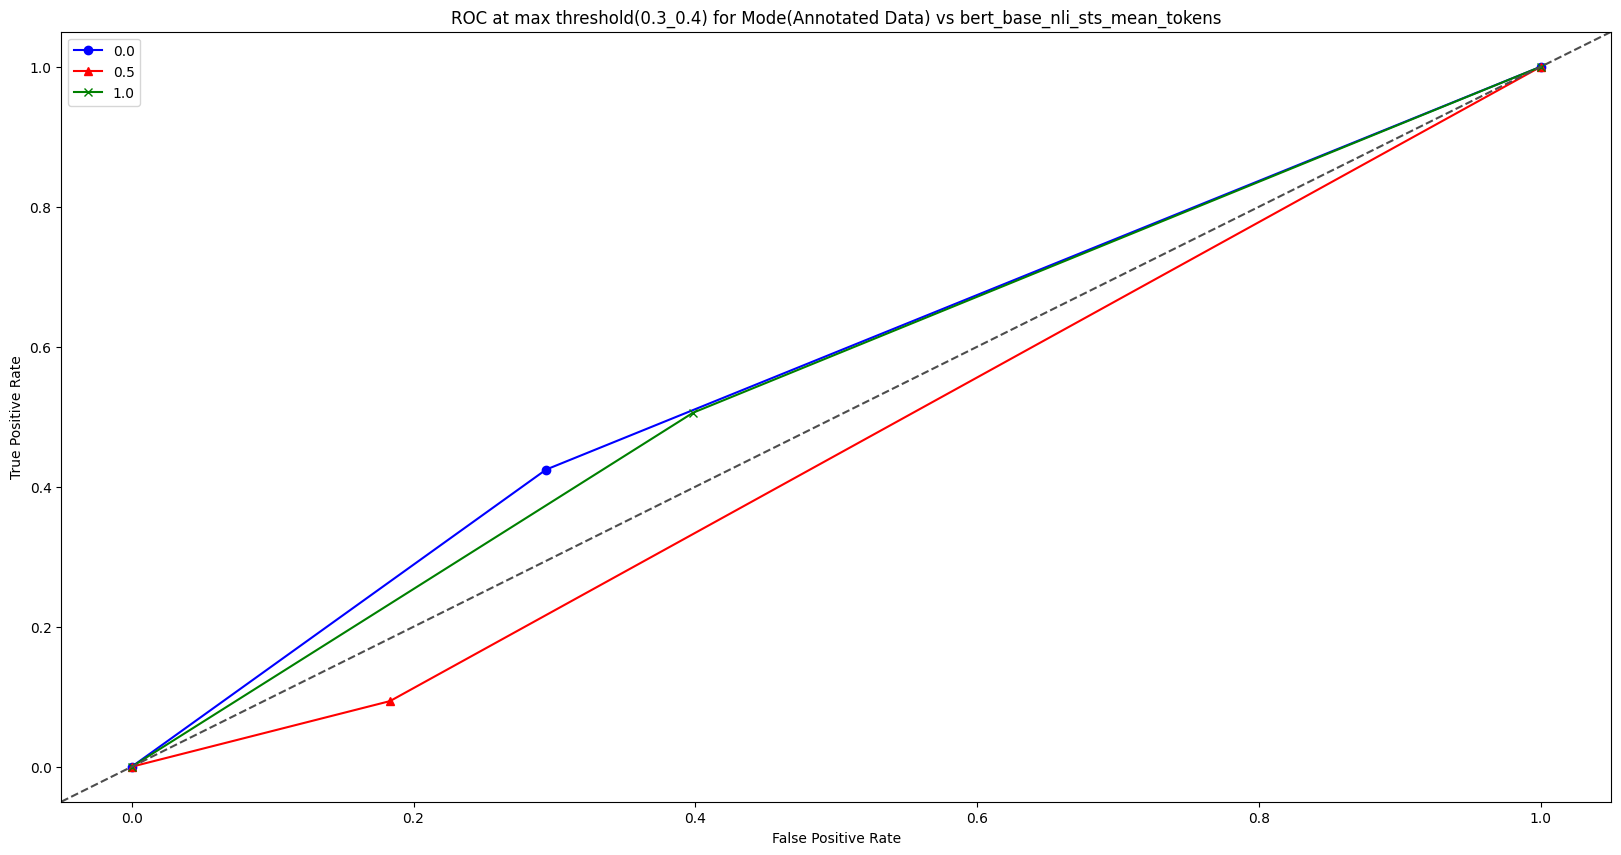 ROC at max threshold(0.3_0.4) for Mode(Annotated Data) vs bert_base_nli_sts_mean_tokens
0.0
0.5
1.0
True Positive Rate
1.0
0.8
0.6
0.4
0.2
0.0
0.0 0.2 0.4 0.6 0.8 1.0
False Positive Rate